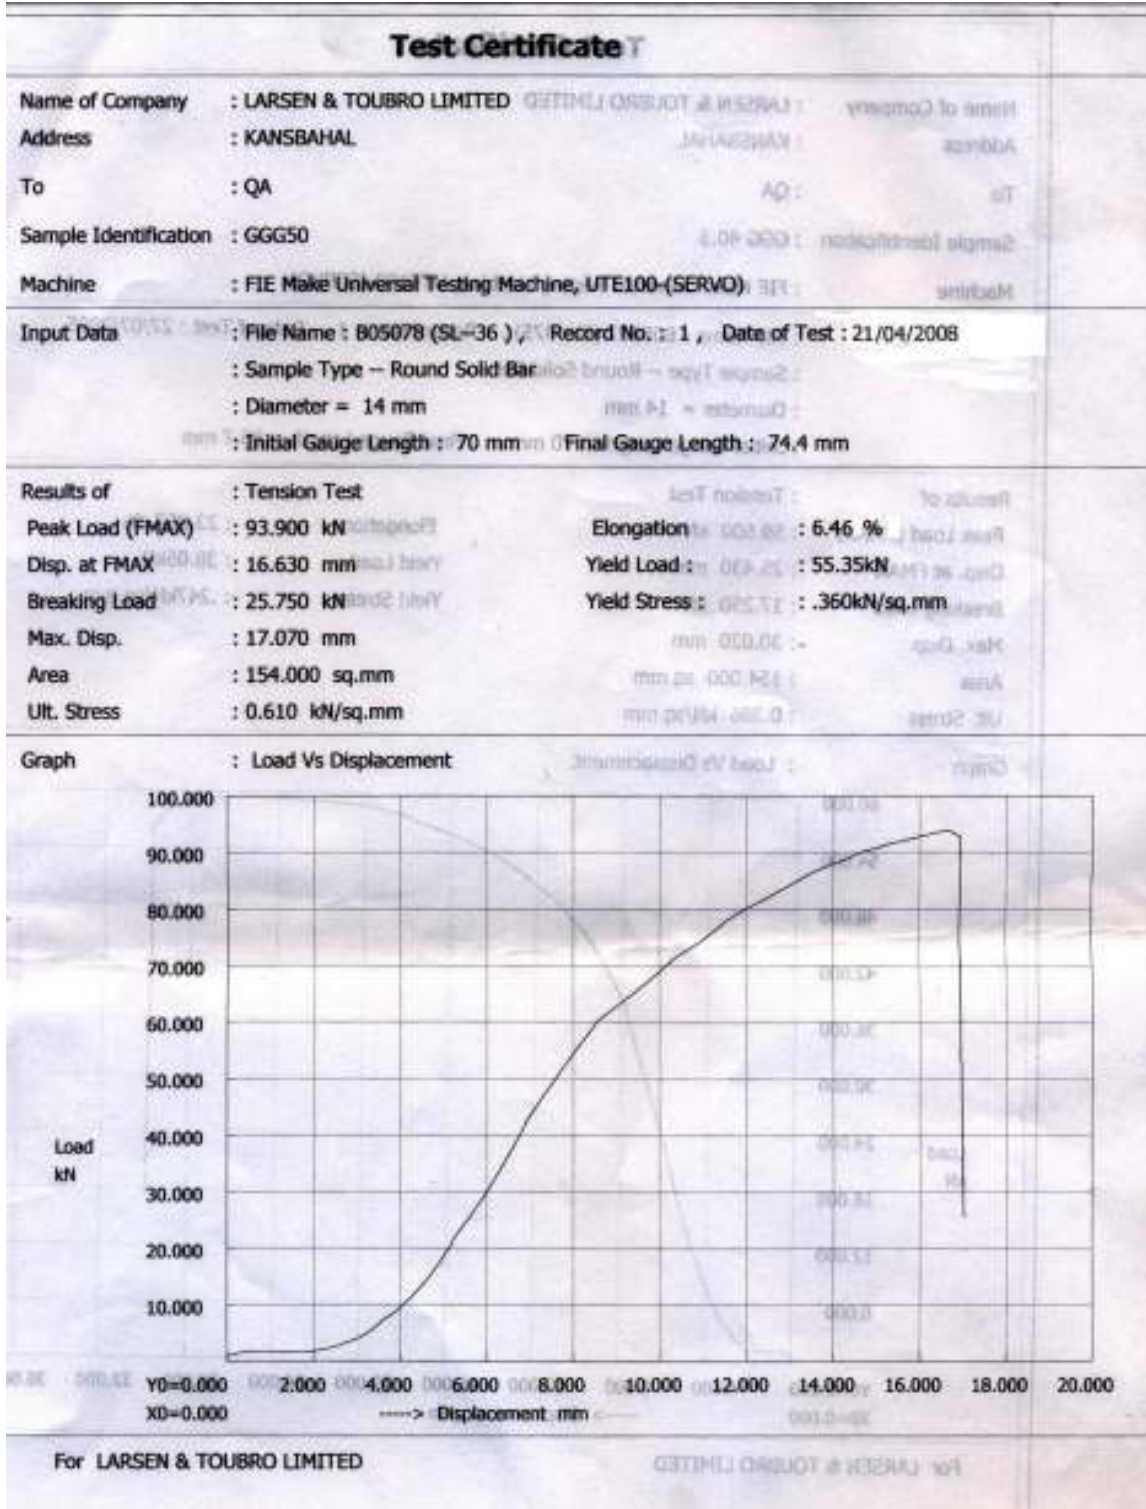 Test Certificate
Name of Company : LARSEN & TOUBRO LIMITED
Address : KANSBAHAL
To : QA
Sample Identification : GGG50
Machine : FIE Make Universal Testing Machine, UTE100-(SERVO)
Input Data : File Name : B05078 (SL--36 ) , Record No. : 1 , Date of Test : 21/04/2008
: Sample Type -- Round Solid Bar
: Diameter = 14 mm
: Initial Gauge Length : 70 mm Final Gauge Length : 74.4 mm
Results of : Tension Test
Peak Load (FMAX) : 93.900 kN Elongation : 6.46 %
Disp. at FMAX : 16.630 mm Yield Load : : 55.35kN
Breaking Load : 25.750 kN Yield Stress : : .360kN/sq.mm
Max. Disp. : 17.070 mm
Area : 154.000 sq.mm
Ult. Stress : 0.610 kN/sq.mm
Graph : Load Vs Displacement
100.000
90.000
80.000
70.000
60.000
50.000
40.000
Load
kN
30.000
20.000
10.000
Y0=0.000 2.000 4.000 6.000 8.000 10.000 12.000 14.000 16.000 18.000 20.000
X0=0.000 -----> Displacement mm
For LARSEN & TOUBRO LIMITED